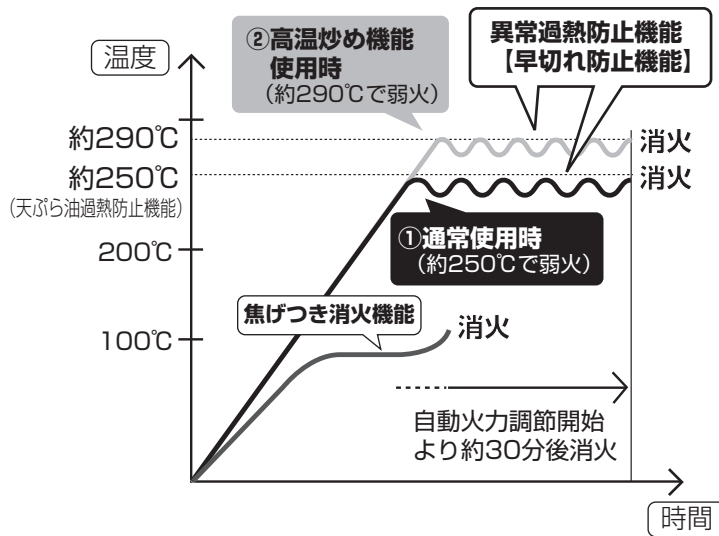 温度
②高温炒め機能
使用時
(約290℃で弱火)
異常過熱防止機能
【早切れ防止機能】
約290℃
消火
約250℃
消火
(天ぷら油過熱防止機能)
①通常使用時
(約250℃で弱火)
200℃
焦げつき消火機能
消火
100℃
自動火力調節開始
より約30分後消火
時間